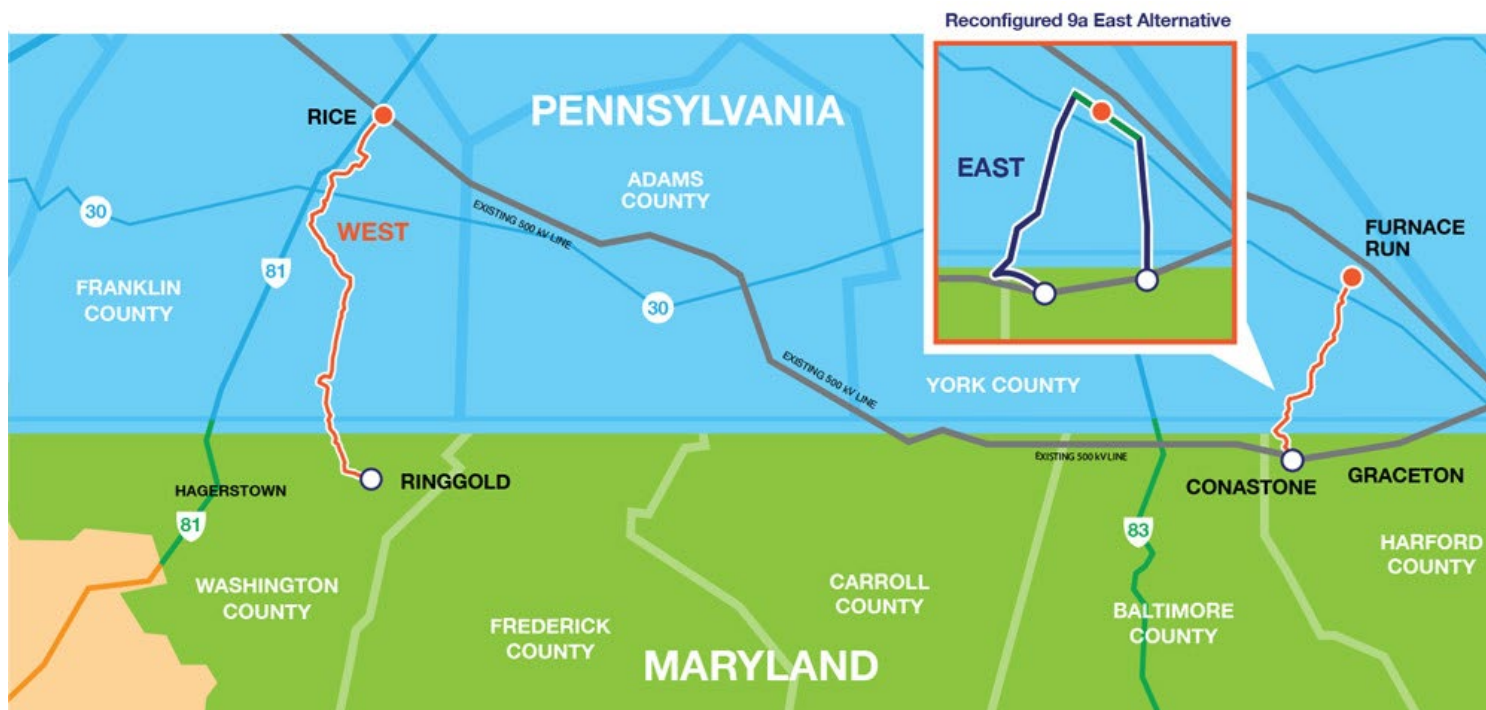 Reconfigured 9a East Alternative
RICE
PENNSYLVANIA
ADAMS
COUNTY
EAST
30
WEST
EXISTING 500 kV LINE
FURNACE
RUN
81
FRANKLIN
COUNTY
30
EXISTING 500 kV LINE
YORK COUNTY
EXISTING 500 kV LINE
RINGGOLD
CONASTONE
GRACETON
HAGERSTOWN
81
83
HARFORD
COUNTY
WASHINGTON
COUNTY
CARROLL
COUNTY
BALTIMORE
COUNTY
FREDERICK
COUNTY
MARYLAND